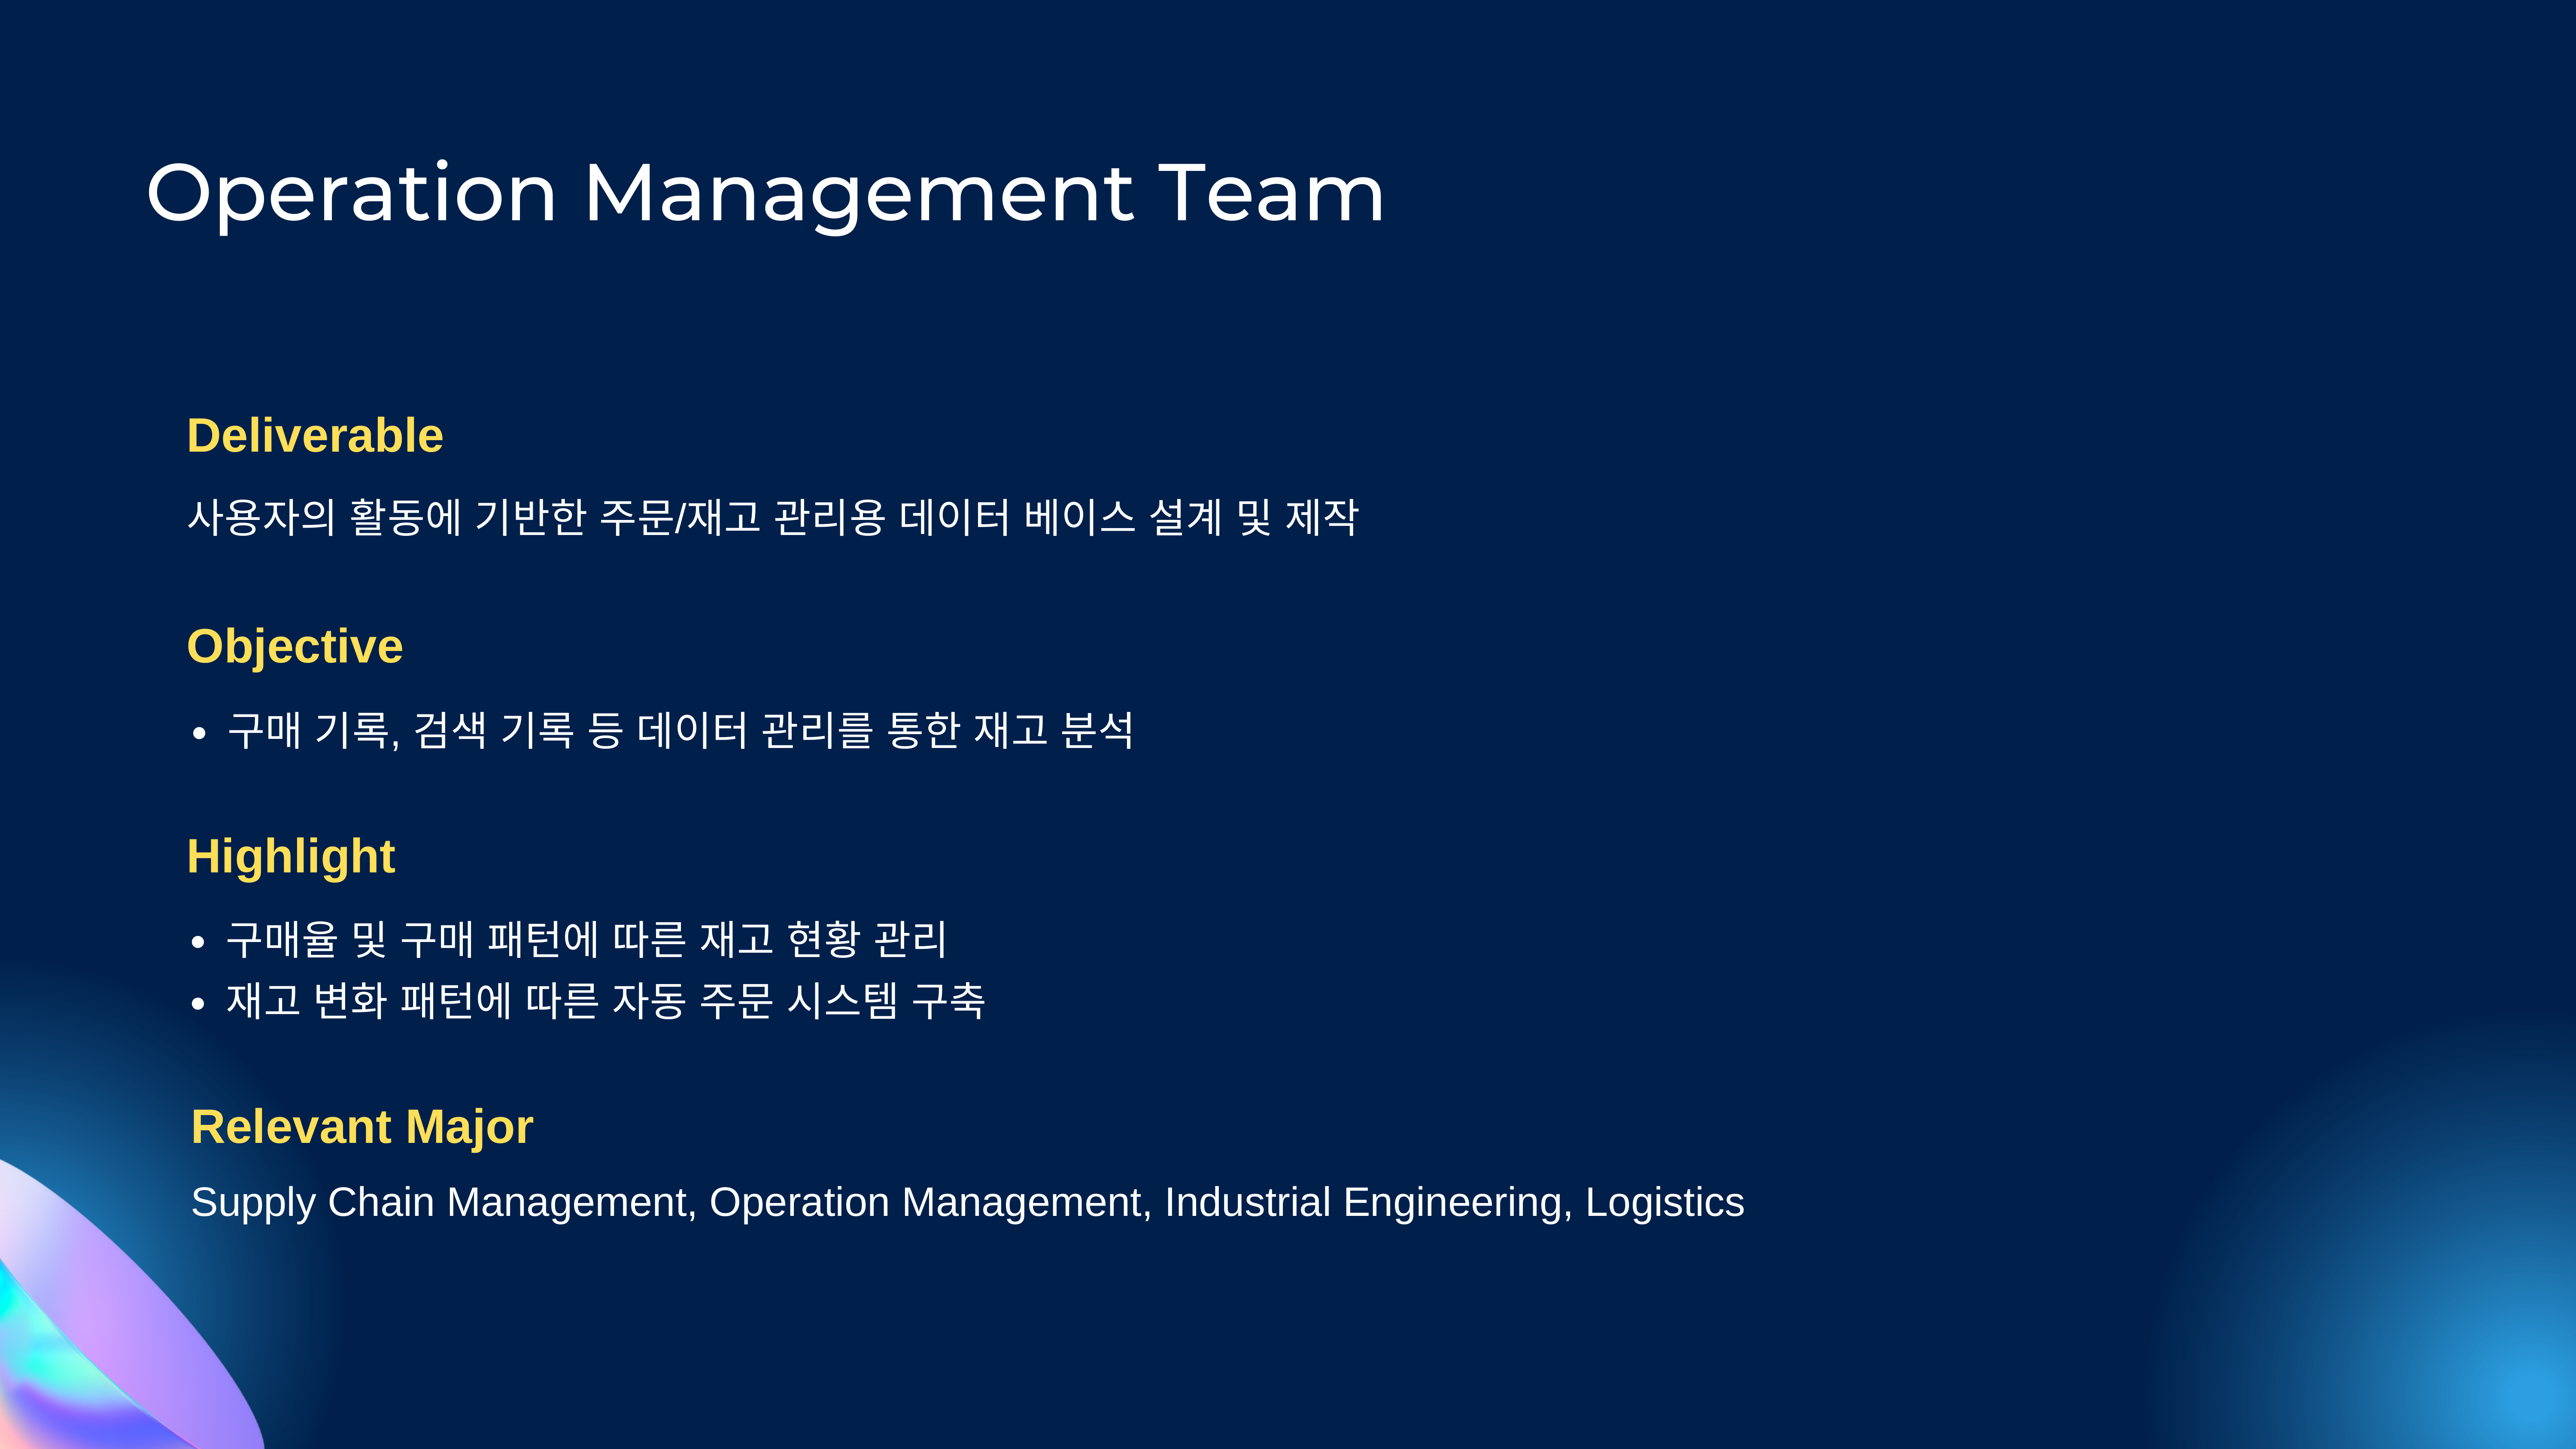 Operation Management Team
Deliverable
사용자의 활동에 기반한 주문/재고 관리용 데이터 베이스 설계 및 제작
Objective
• 구매 기록, 검색 기록 등 데이터 관리를 통한 재고 분석
Highlight
• 구매율 및 구매 패턴에 따른 재고 현황 관리
• 재고 변화 패턴에 따른 자동 주문 시스템 구축
Relevant Major
Supply Chain Management, Operation Management, Industrial Engineering, Logistics